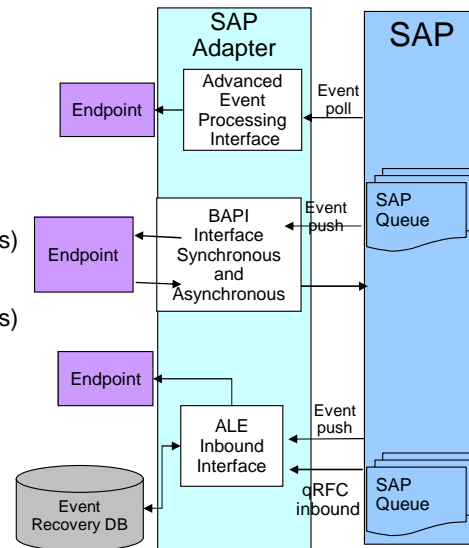 SAP
Adapter
SAP
Advanced
Event
Processing
Interface
Endpoint
Event
poll
SAP
Queue
BAPI
Interface
Synchronous
and
Asynchronous
Event
push
s)
Endpoint
s)
Endpoint
ALE
Inbound
Interface
Event
push
qRFC
inbound
SAP
Queue
Event
Recovery DB